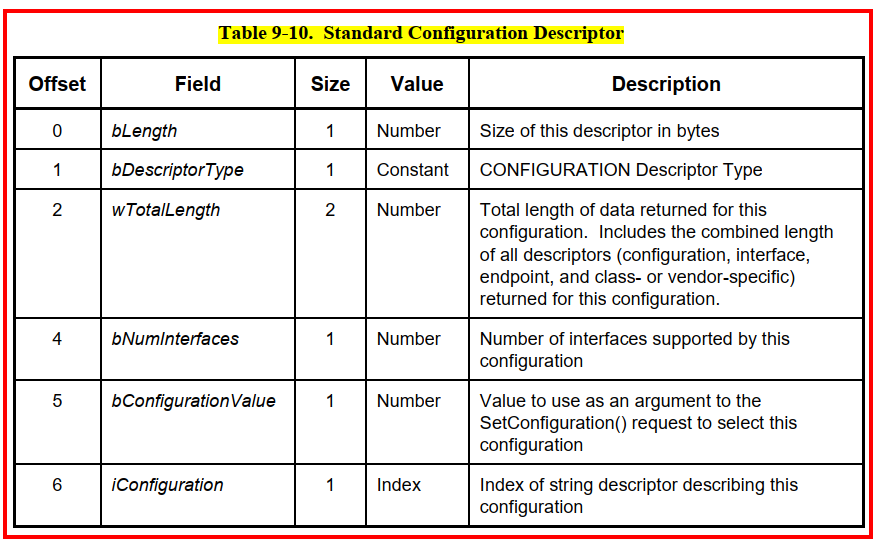 Table 9-10. Standard Configuration Descriptor
Offset Field Size Value Description
0 bLength 1 Number Size of this descriptor in bytes
1 bDescriptorType 1 Constant CONFIGURATION Descriptor Type
2 wTotalLength 2 Number Total length of data returned for this
configuration. Includes the combined length
of all descriptors (configuration, interface,
endpoint, and class- or vendor-specific)
returned for this configuration.
4 bNumInterfaces 1 Number Number of interfaces supported by this
configuration
5 bConfigurationValue 1 Number Value to use as an argument to the
SetConfiguration() request to select this
configuration
6 iConfiguration 1 Index Index of string descriptor describing this
configuration